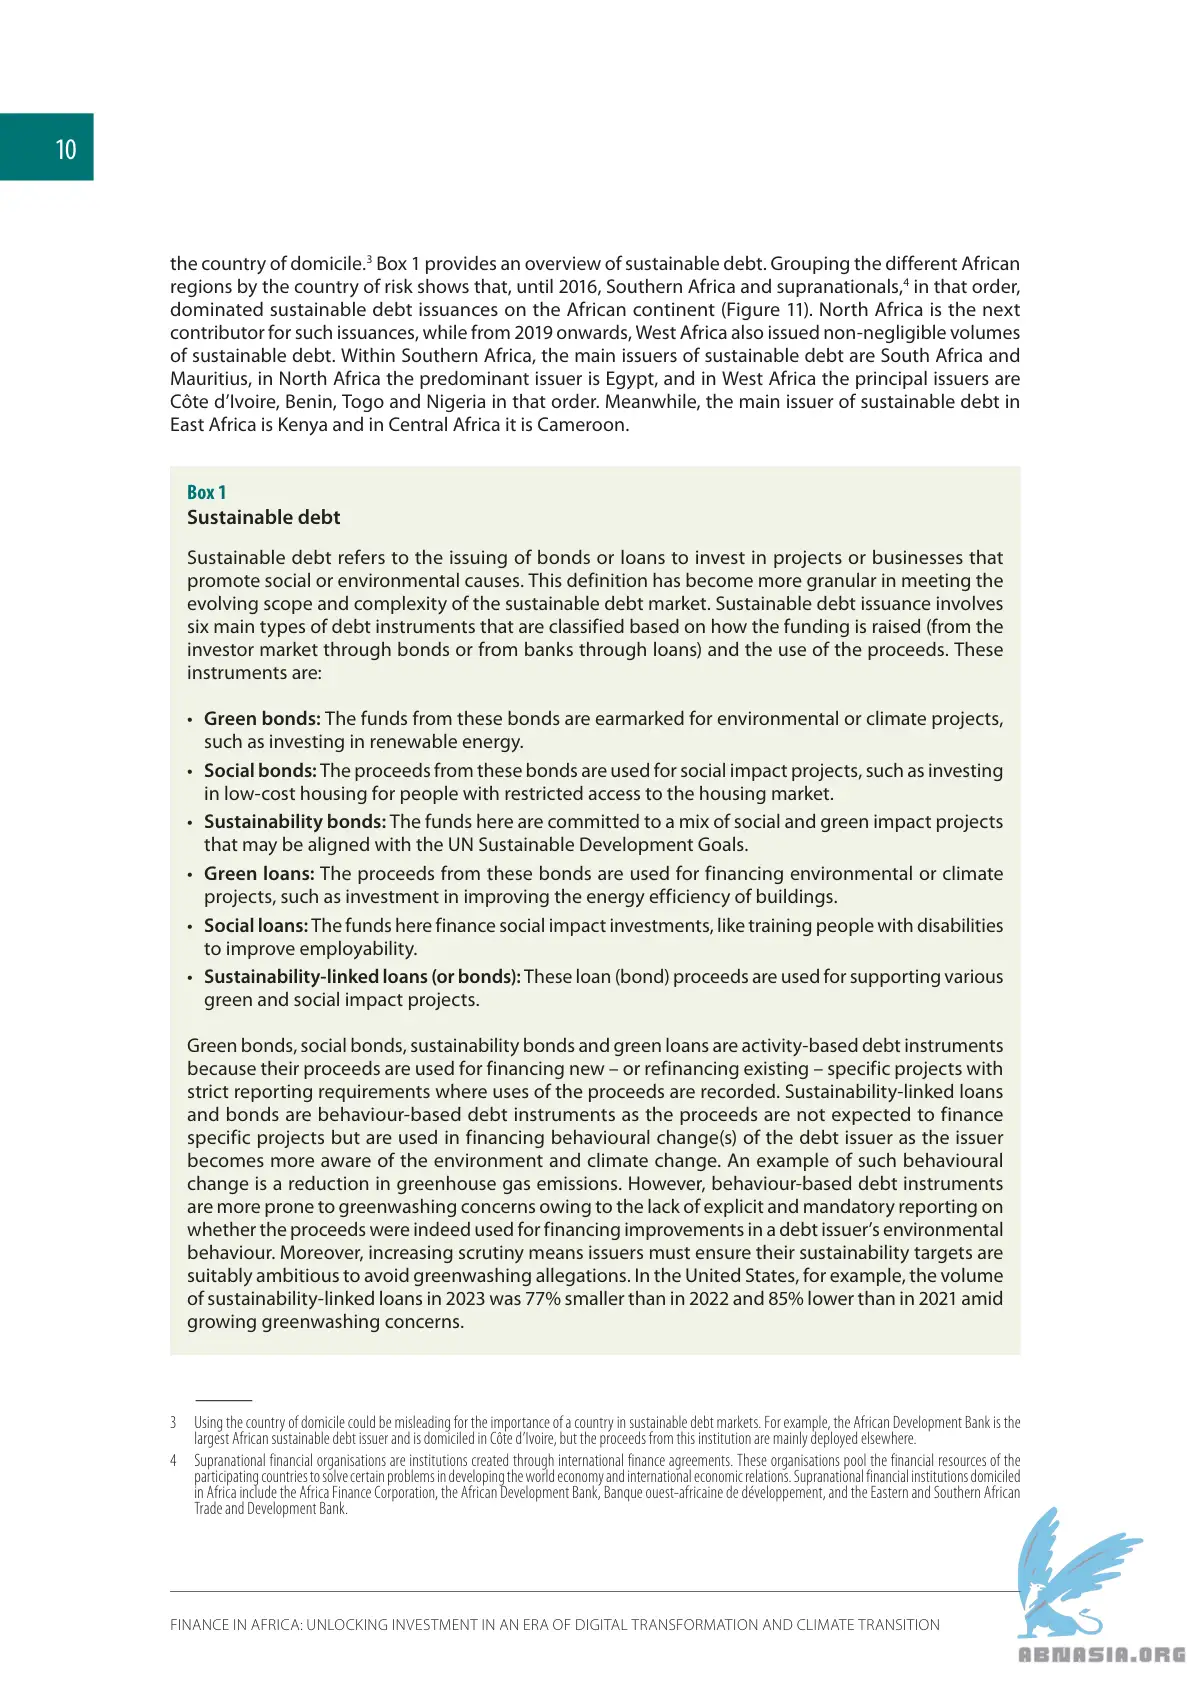 10
the country of domicile.3 Box 1 provides an overview of sustainable debt. Grouping the different African
regions by the country of risk shows that, until 2016, Southern Africa and supranationals,4 in that order,
dominated sustainable debt issuances on the African continent (Figure 11). North Africa is the next
contributor for such issuances, while from 2019 onwards, West Africa also issued non-negligible volumes
of sustainable debt. Within Southern Africa, the main issuers of sustainable debt are South Africa and
Mauritius, in North Africa the predominant issuer is Egypt, and in West Africa the principal issuers are
Côte d’Ivoire, Benin, Togo and Nigeria in that order. Meanwhile, the main issuer of sustainable debt in
East Africa is Kenya and in Central Africa it is Cameroon.
Box 1
Sustainable debt
Sustainable debt refers to the issuing of bonds or loans to invest in projects or businesses that
promote social or environmental causes. This definition has become more granular in meeting the
evolving scope and complexity of the sustainable debt market. Sustainable debt issuance involves
six main types of debt instruments that are classified based on how the funding is raised (from the
investor market through bonds or from banks through loans) and the use of the proceeds. These
instruments are:
• Green bonds: The funds from these bonds are earmarked for environmental or climate projects,
such as investing in renewable energy.
• Social bonds: The proceeds from these bonds are used for social impact projects, such as investing
in low-cost housing for people with restricted access to the housing market.
• Sustainability bonds: The funds here are committed to a mix of social and green impact projects
that may be aligned with the UN Sustainable Development Goals.
• Green loans: The proceeds from these bonds are used for financing environmental or climate
projects, such as investment in improving the energy efficiency of buildings.
• Social loans: The funds here finance social impact investments, like training people with disabilities
to improve employability.
• Sustainability-linked loans (or bonds): These loan (bond) proceeds are used for supporting various
green and social impact projects.
Green bonds, social bonds, sustainability bonds and green loans are activity-based debt instruments
because their proceeds are used for financing new – or refinancing existing – specific projects with
strict reporting requirements where uses of the proceeds are recorded. Sustainability-linked loans
and bonds are behaviour-based debt instruments as the proceeds are not expected to finance
specific projects but are used in financing behavioural change(s) of the debt issuer as the issuer
becomes more aware of the environment and climate change. An example of such behavioural
change is a reduction in greenhouse gas emissions. However, behaviour-based debt instruments
are more prone to greenwashing concerns owing to the lack of explicit and mandatory reporting on
whether the proceeds were indeed used for financing improvements in a debt issuer’s environmental
behaviour. Moreover, increasing scrutiny means issuers must ensure their sustainability targets are
suitably ambitious to avoid greenwashing allegations. In the United States, for example, the volume
of sustainability-linked loans in 2023 was 77% smaller than in 2022 and 85% lower than in 2021 amid
growing greenwashing concerns.
3 Using the country of domicile could be misleading for the importance of a country in sustainable debt markets. For example, the African Development Bank is the
largest African sustainable debt issuer and is domiciled in Côte d’Ivoire, but the proceeds from this institution are mainly deployed elsewhere.
4 Supranational financial organisations are institutions created through international finance agreements. These organisations pool the financial resources of the
participating countries to solve certain problems in developing the world economy and international economic relations. Supranational financial institutions domiciled
in Africa include the Africa Finance Corporation, the African Development Bank, Banque ouest-africaine de développement, and the Eastern and Southern African
Trade and Development Bank.
FINANCE IN AFRICA: UNLOCKING INVESTMENT IN AN ERA OF DIGITAL TRANSFORMATION AND CLIMATE TRANSITION
ABNASIA.ORG